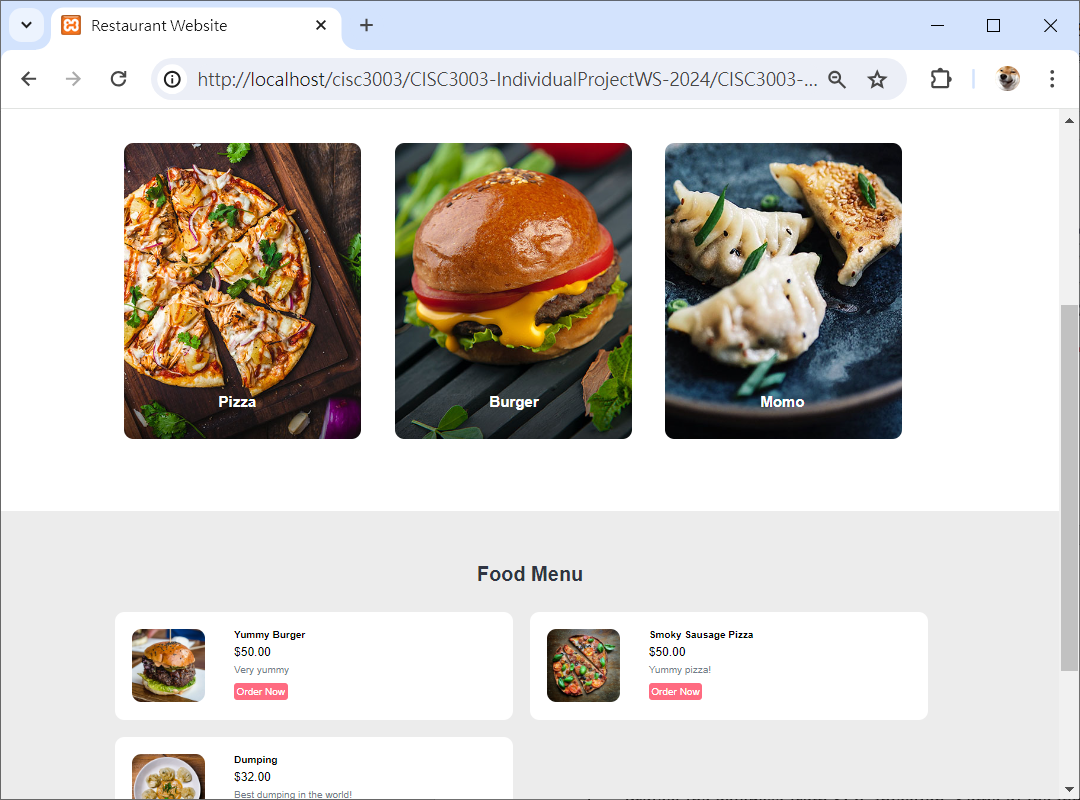 Restaurant Website
http://localhost/cisc3003/CISC3003-IndividualProjectWS-2024/CISC3003-...
Pizza
Burger
Momo
Food Menu
Yummy Burger
$50.00
Very yummy
Order Now
Smoky Sausage Pizza
$50.00
Yummy pizza!
Order Now
Dumping
$32.00
Best dumping in the world!